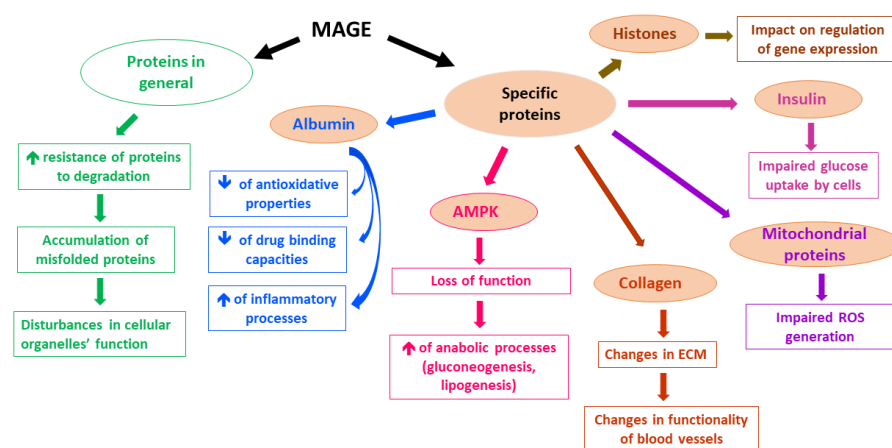 MAGE
Proteins in
general
↑ resistance of proteins
to degradation
Accumulation of
misfolded proteins
Disturbances in cellular
organelles’ function
Specific
proteins
Albumin
↓ of antioxidative
properties
↓ of drug binding
capacities
↑ of inflammatory
processes
AMPK
Loss of function
↑ of anabolic processes
(gluconeogenesis,
lipogenesis)
Collagen
Changes in ECM
Changes in functionality
of blood vessels
Histones
Impact on regulation
of gene expression
Insulin
Impaired glucose
uptake by cells
Mitochondrial
proteins
Impaired ROS
generation